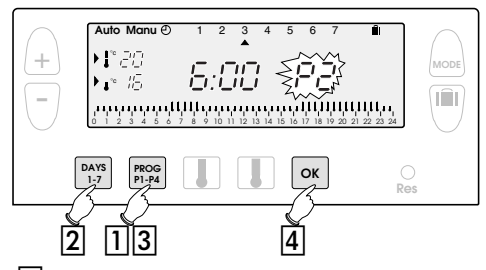 Auto Manu 1 2 3 4 5 6 7
+ °C 20 MODE
- °C 16 6:00 P2
0 1 2 3 4 5 6 7 8 9 10 11 12 13 14 15 16 17 18 19 20 21 22 23 24
DAYS PROG OK
1-7 P1-P4 Res
2 1 3 4